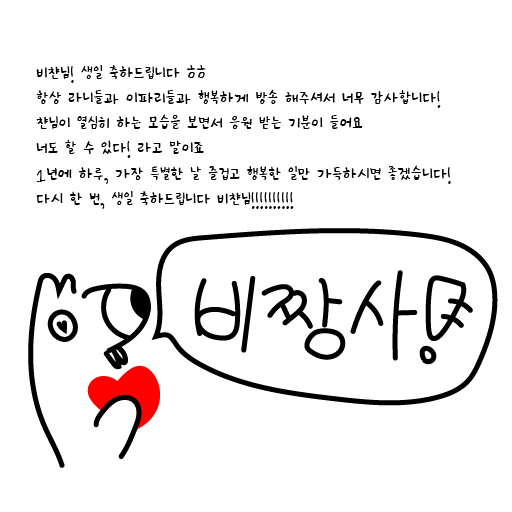 비챤님! 생일 축하드립니다 ㅎㅎ
항상 라니들과 이파리들과 행복하게 방송 해주셔서 너무 감사합니다!
챤님이 열심히 하는 모습을 보면서 응원 받는 기분이 들어요
너도 할 수 있다! 라고 말이죠
1년에 하루, 가장 특별한 날 즐겁고 행복한 일만 가득하시면 좋겠습니다!
다시 한 번, 생일 축하드립니다 비챤님!!!!!!!!!!
비짱사랑